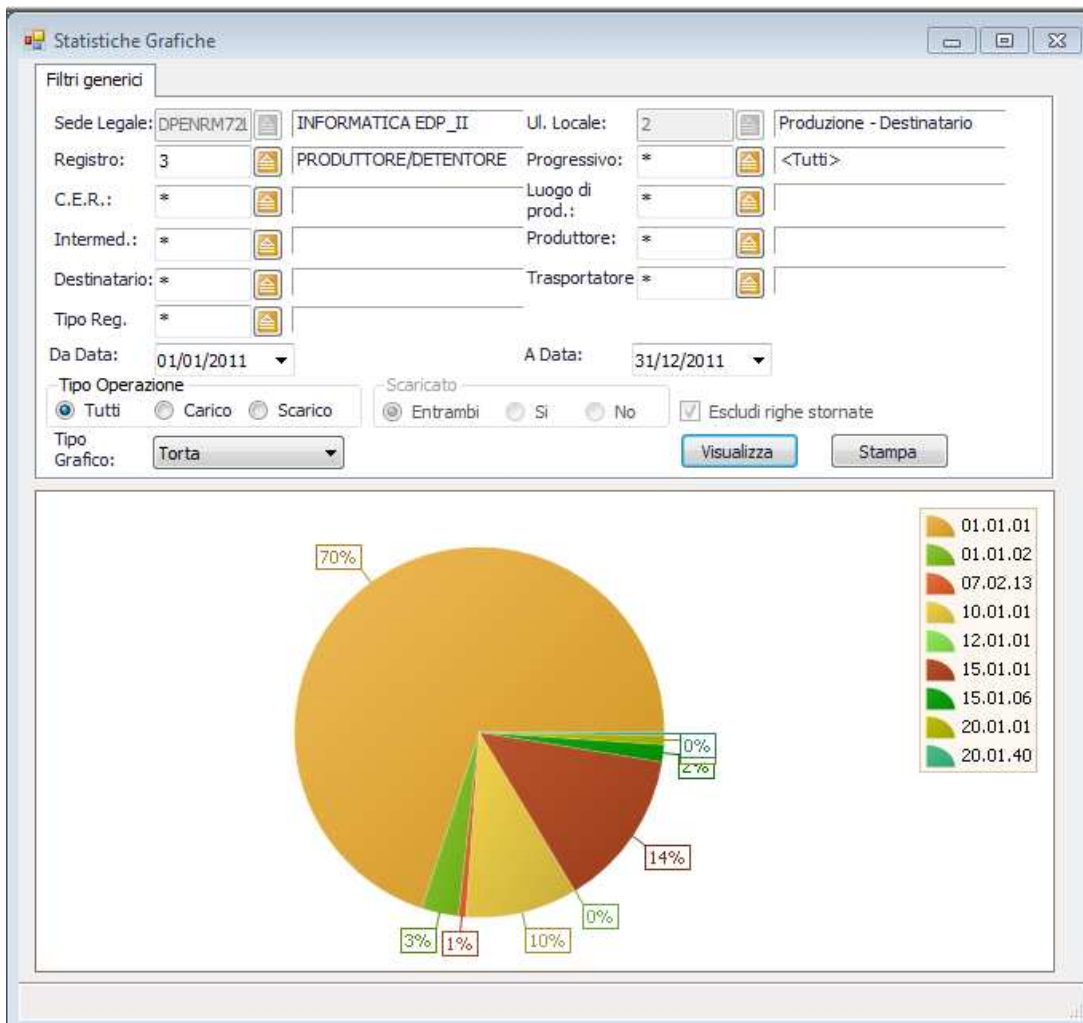 Statistiche Grafiche
Filtri generici
Sede Legale: DPENRM72L INFORMATICA EDP_II Ul. Locale: 2 Produzione - Destinatario
Registro: 3 PRODUTTORE/DETENTORE Progressivo: * <Tutti>
C.E.R.: * Luogo di prod.: *
Intermed.: * Produttore: *
Destinatario: * Trasportatore *
Tipo Reg. *
Da Data: 01/01/2011 A Data: 31/12/2011
Tipo Operazione Scaricato
Tutti Carico Scarico Entrambi Si No Escludi righe stornate
Tipo Grafico: Torta Visualizza Stampa
01.01.01
01.01.02
07.02.13
10.01.01
12.01.01
15.01.01
15.01.06
20.01.01
20.01.40
70%
0%
2%
14%
0%
3%
1%
10%